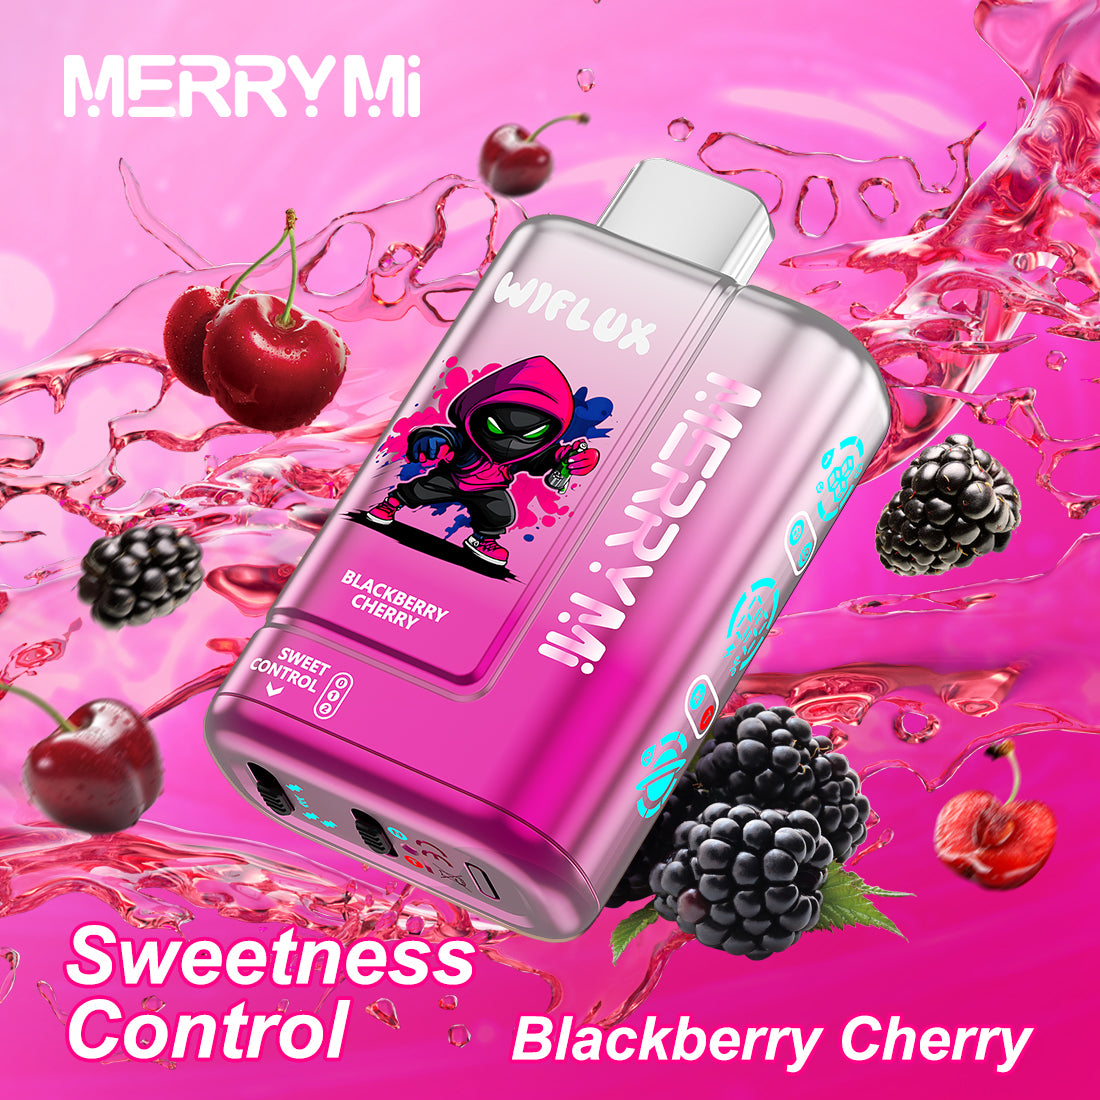 MERRYMi
WIFLUX
MERRYMi
BLACKBERRY
CHERRY
SWEET
CONTROL
0
1
2
Sweetness
Control
Blackberry Cherry